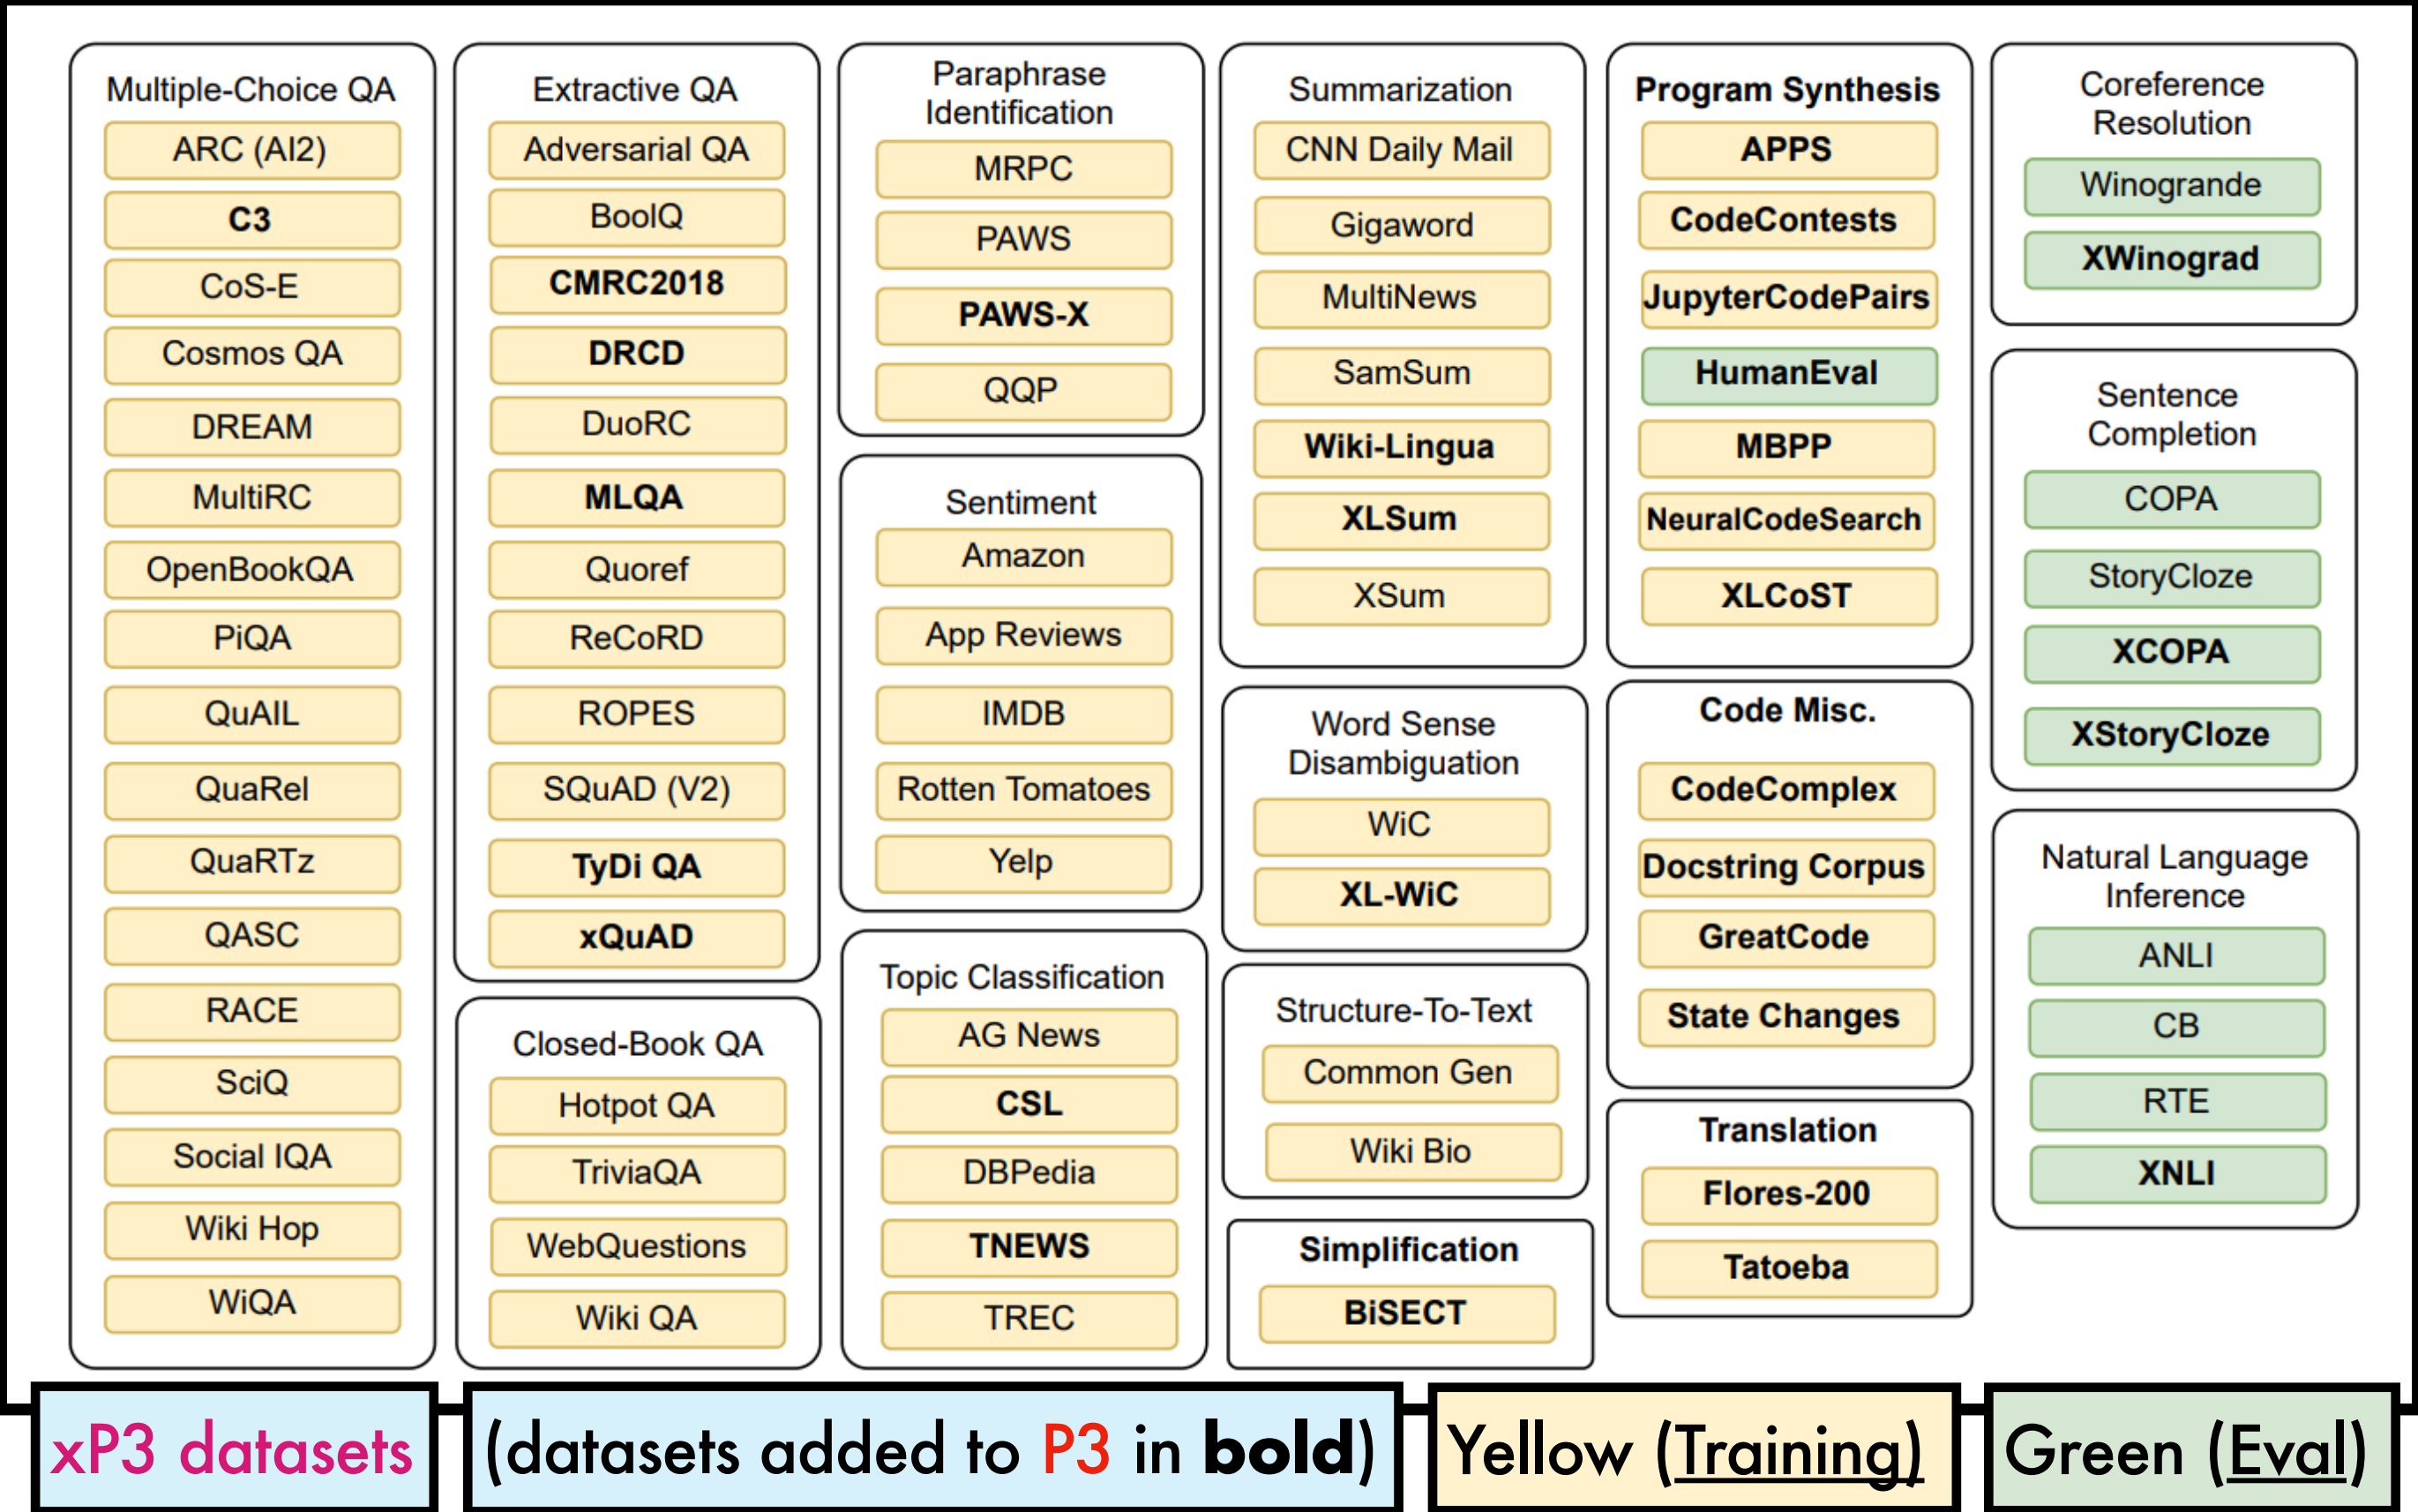 Multiple-Choice QA
ARC (AI2)
C3
CoS-E
Cosmos QA
DREAM
MultiRC
OpenBookQA
PiQA
QuAIL
QuaRel
QuaRTz
QASC
RACE
SciQ
Social IQA
Wiki Hop
WiQA
Extractive QA
Adversarial QA
BoolQ
CMRC2018
DRCD
DuoRC
MLQA
Quoref
ReCoRD
ROPES
SQuAD (V2)
TyDi QA
xQuAD
Closed-Book QA
Hotpot QA
TriviaQA
WebQuestions
Wiki QA
Paraphrase
Identification
MRPC
PAWS
PAWS-X
QQP
Sentiment
Amazon
App Reviews
IMDB
Rotten Tomatoes
Yelp
Topic Classification
AG News
CSL
DBPedia
TNEWS
TREC
Summarization
CNN Daily Mail
Gigaword
MultiNews
SamSum
Wiki-Lingua
XLSum
XSum
Word Sense
Disambiguation
WiC
XL-WiC
Structure-To-Text
Common Gen
Wiki Bio
Simplification
BiSECT
Program Synthesis
APPS
CodeContests
JupyterCodePairs
HumanEval
MBPP
NeuralCodeSearch
XLCoST
Code Misc.
CodeComplex
Docstring Corpus
GreatCode
State Changes
Translation
Flores-200
Tatoeba
Coreference
Resolution
Winogrande
XWinograd
Sentence
Completion
COPA
StoryCloze
XCOPA
XStoryCloze
Natural Language
Inference
ANLI
CB
RTE
XNLI
xP3 datasets
(datasets added to P3 in bold)
Yellow (Training)
Green (Eval)